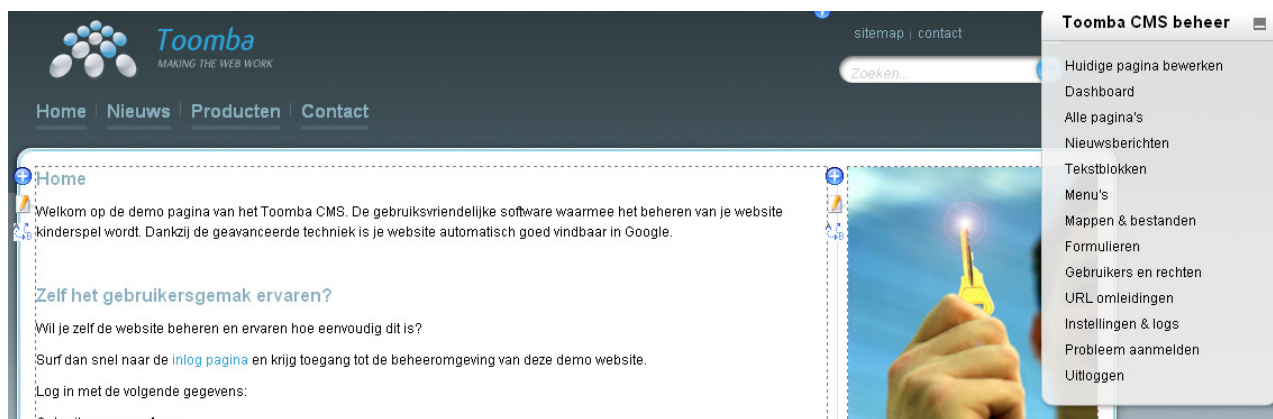 Toomba
MAKING THE WEB WORK
sitemap | contact
Zoeken...
Home | Nieuws | Producten | Contact
Home
Welkom op de demo pagina van het Toomba CMS. De gebruiksvriendelijke software waarmee het beheren van je website
kinderspel wordt. Dankzij de geavanceerde techniek is je website automatisch goed vindbaar in Google.
Zelf het gebruikersgemak ervaren?
Wil je zelf de website beheren en ervaren hoe eenvoudig dit is?
Surf dan snel naar de inlog pagina en krijg toegang tot de beheeromgeving van deze demo website.
Log in met de volgende gegevens:
Toomba CMS beheer
Huidige pagina bewerken
Dashboard
Alle pagina's
Nieuwsberichten
Tekstblokken
Menu's
Mappen & bestanden
Formulieren
Gebruikers en rechten
URL omleidingen
Instellingen & logs
Probleem aanmelden
Uitloggen